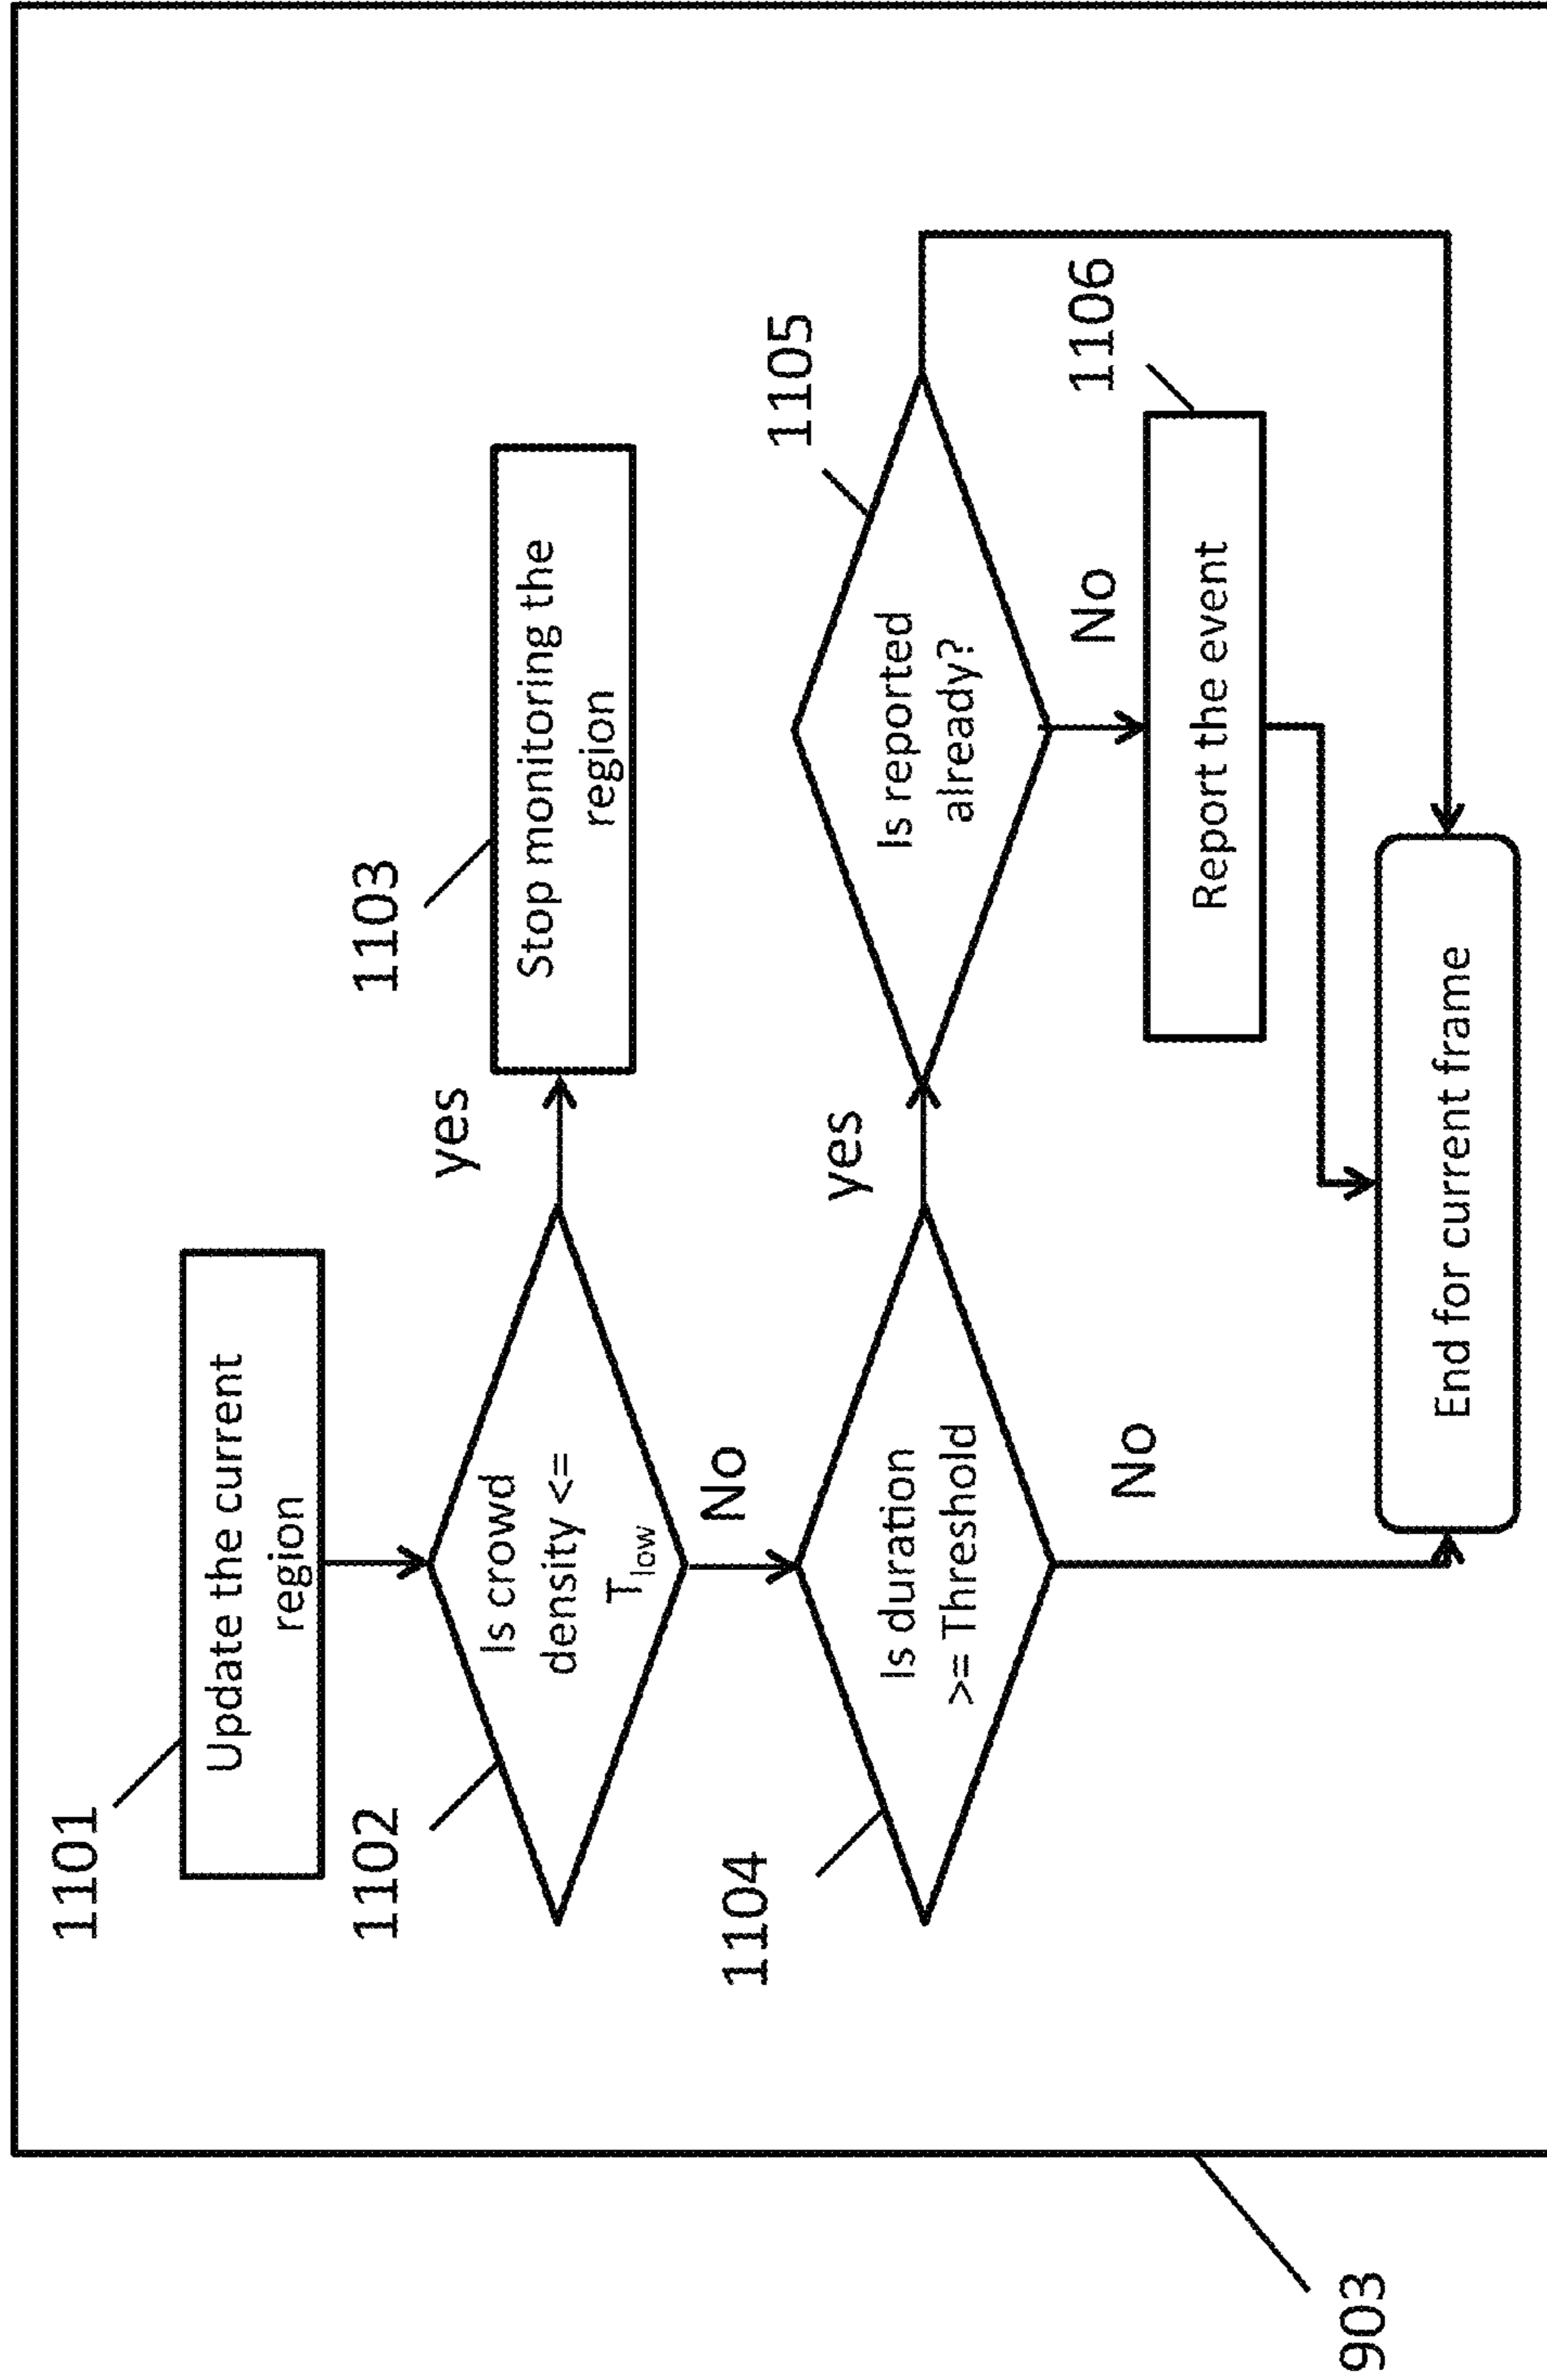 1101
Update the current
region
1102
Is crowd
density <=
T_low
yes
1103
Stop monitoring the
region
No
1104
Is duration
>= Threshold
yes
1105
Is reported
already?
No
1106
Report the event
No
End for current frame
903